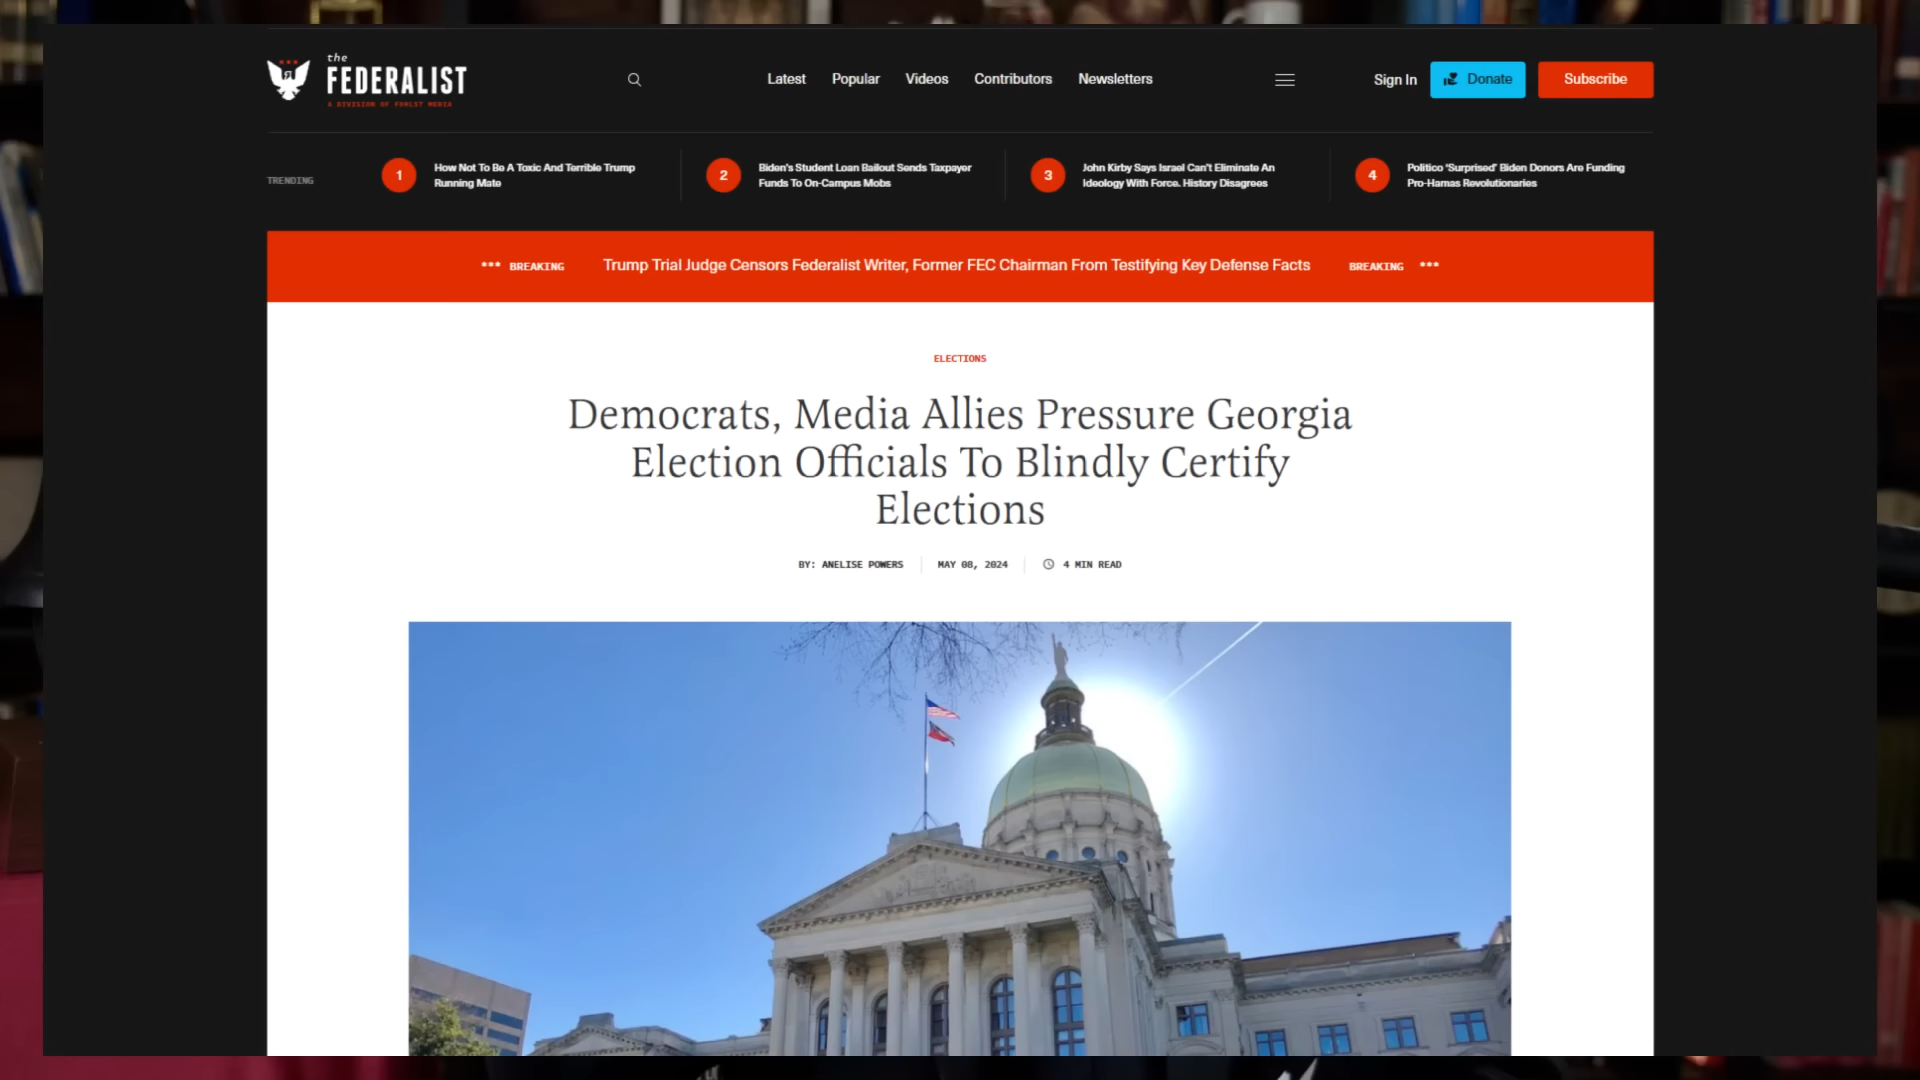 the
FEDERALIST
A DIVISION OF FDRLST MEDIA
Latest
Popular
Videos
Contributors
Newsletters
Sign In
Donate
Subscribe
TRENDING
1
How Not To Be A Toxic And Terrible Trump
Running Mate
2
Biden's Student Loan Bailout Sends Taxpayer
Funds To On-Campus Mobs
3
John Kirby Says Israel Can't Eliminate An
Ideology With Force. History Disagrees
4
Politico ‘Surprised’ Biden Donors Are Funding
Pro-Hamas Revolutionaries
*** BREAKING Trump Trial Judge Censors Federalist Writer, Former FEC Chairman From Testifying Key Defense Facts BREAKING ***
ELECTIONS
Democrats, Media Allies Pressure Georgia
Election Officials To Blindly Certify
Elections
BY: ANELISE POWERS
MAY 08, 2024
4 MIN READ